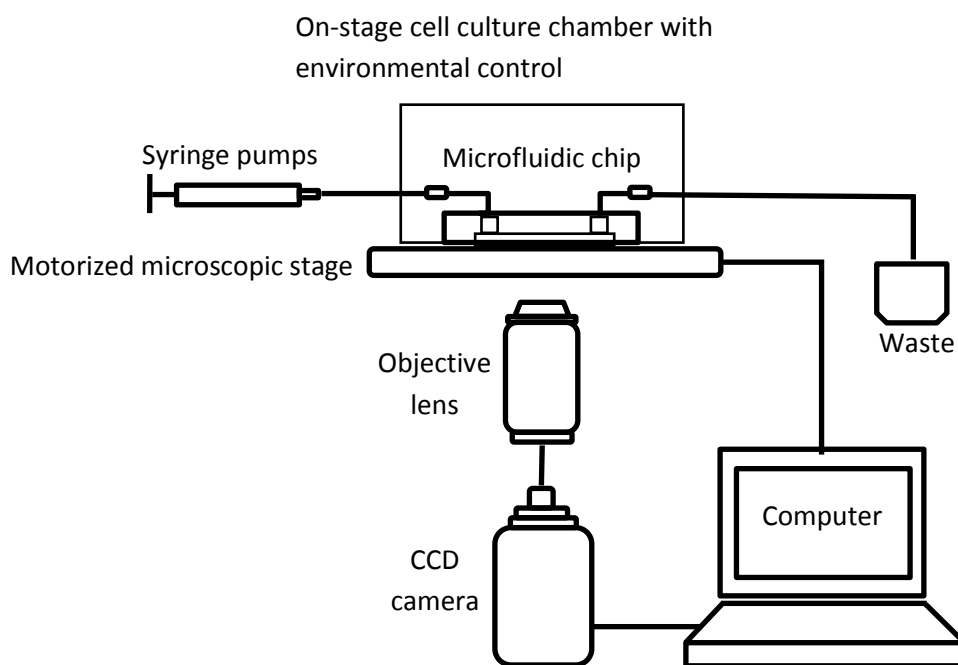 On-stage cell culture chamber with
environmental control
Syringe pumps
Microfluidic chip
Motorized microscopic stage
Waste
Objective
lens
Computer
CCD
camera